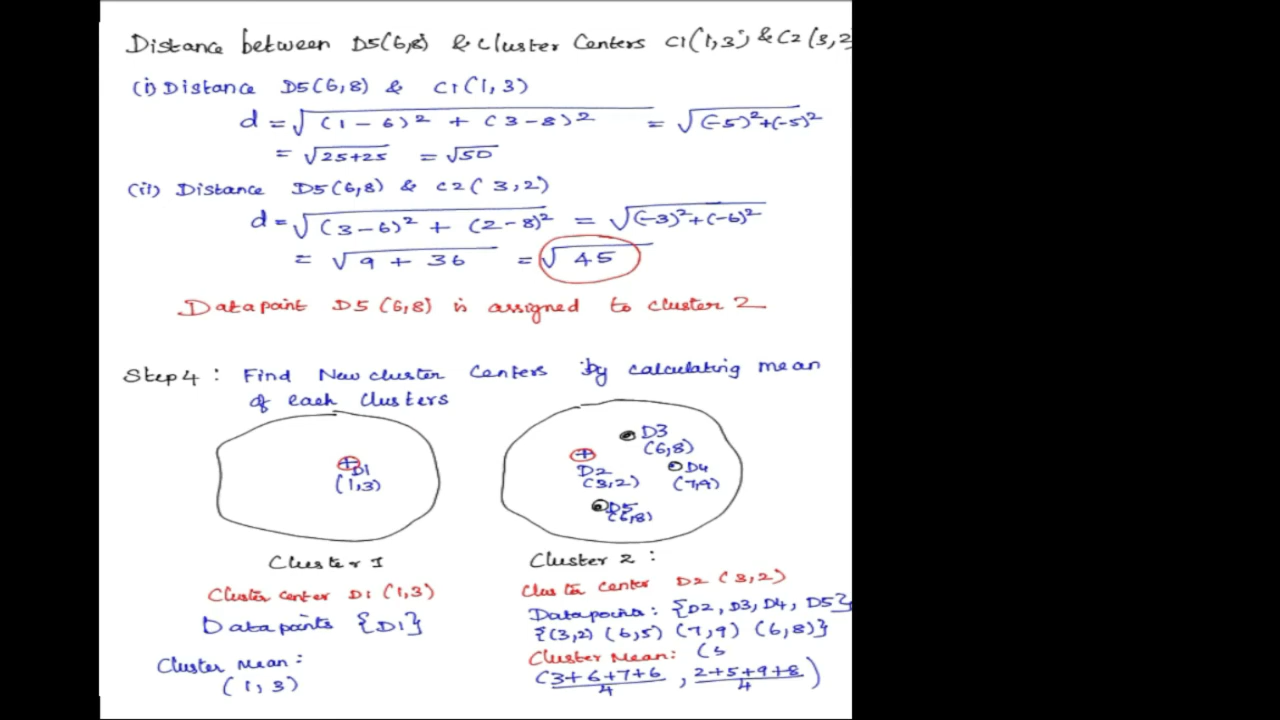 Distance between D5(6,8) & Cluster Centers C1(1,3) & C2(3,2
(i) Distance D5(6,8) & C1(1,3)
d = √(1-6)² + (3-8)² = √(-5)²+(-5)²
= √25+25 = √50
(ii) Distance D5(6,8) & C2(3,2)
d = √(3-6)² + (2-8)² = √(-3)²+(-6)²
= √9 + 36 = √45
Datapoint D5(6,8) is assigned to cluster 2
Step 4: Find New cluster Centers by calculating mean
of each clusters
D1
(1,3)
D3
(6,8)
D2
(3,2)
D4
(7,9)
D5
(6,8)
Cluster 1
Cluster center D1(1,3)
Data points {D1}
Cluster Mean:
(1,3)
Cluster 2:
Cluster center D2(3,2)
Datapoints: {D2, D3, D4, D5}
{(3,2) (6,5) (7,9) (6,8)}
Cluster Mean: (5
(3+6+7+6/4, 2+5+9+8/4)